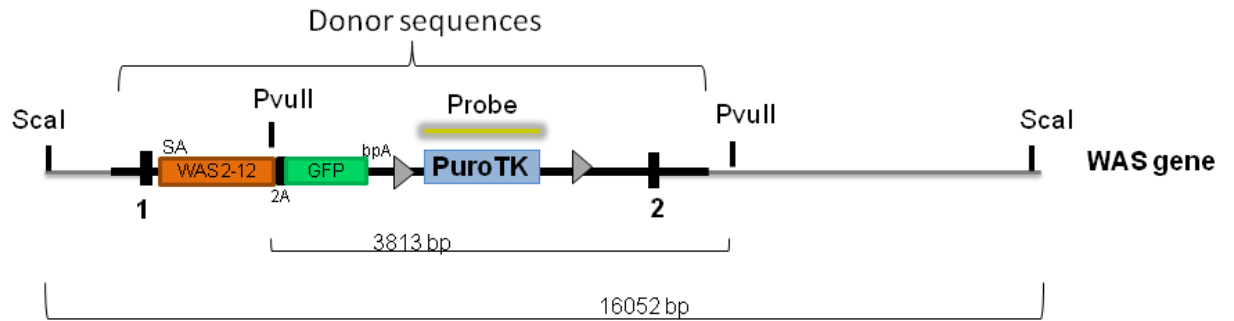 Donor sequences
ScaI
PvuII
Probe
PvuII
ScaI
SA
bpA
WAS2-12
GFP
PuroTK
WAS gene
2A
1
2
3813 bp
16052 bp